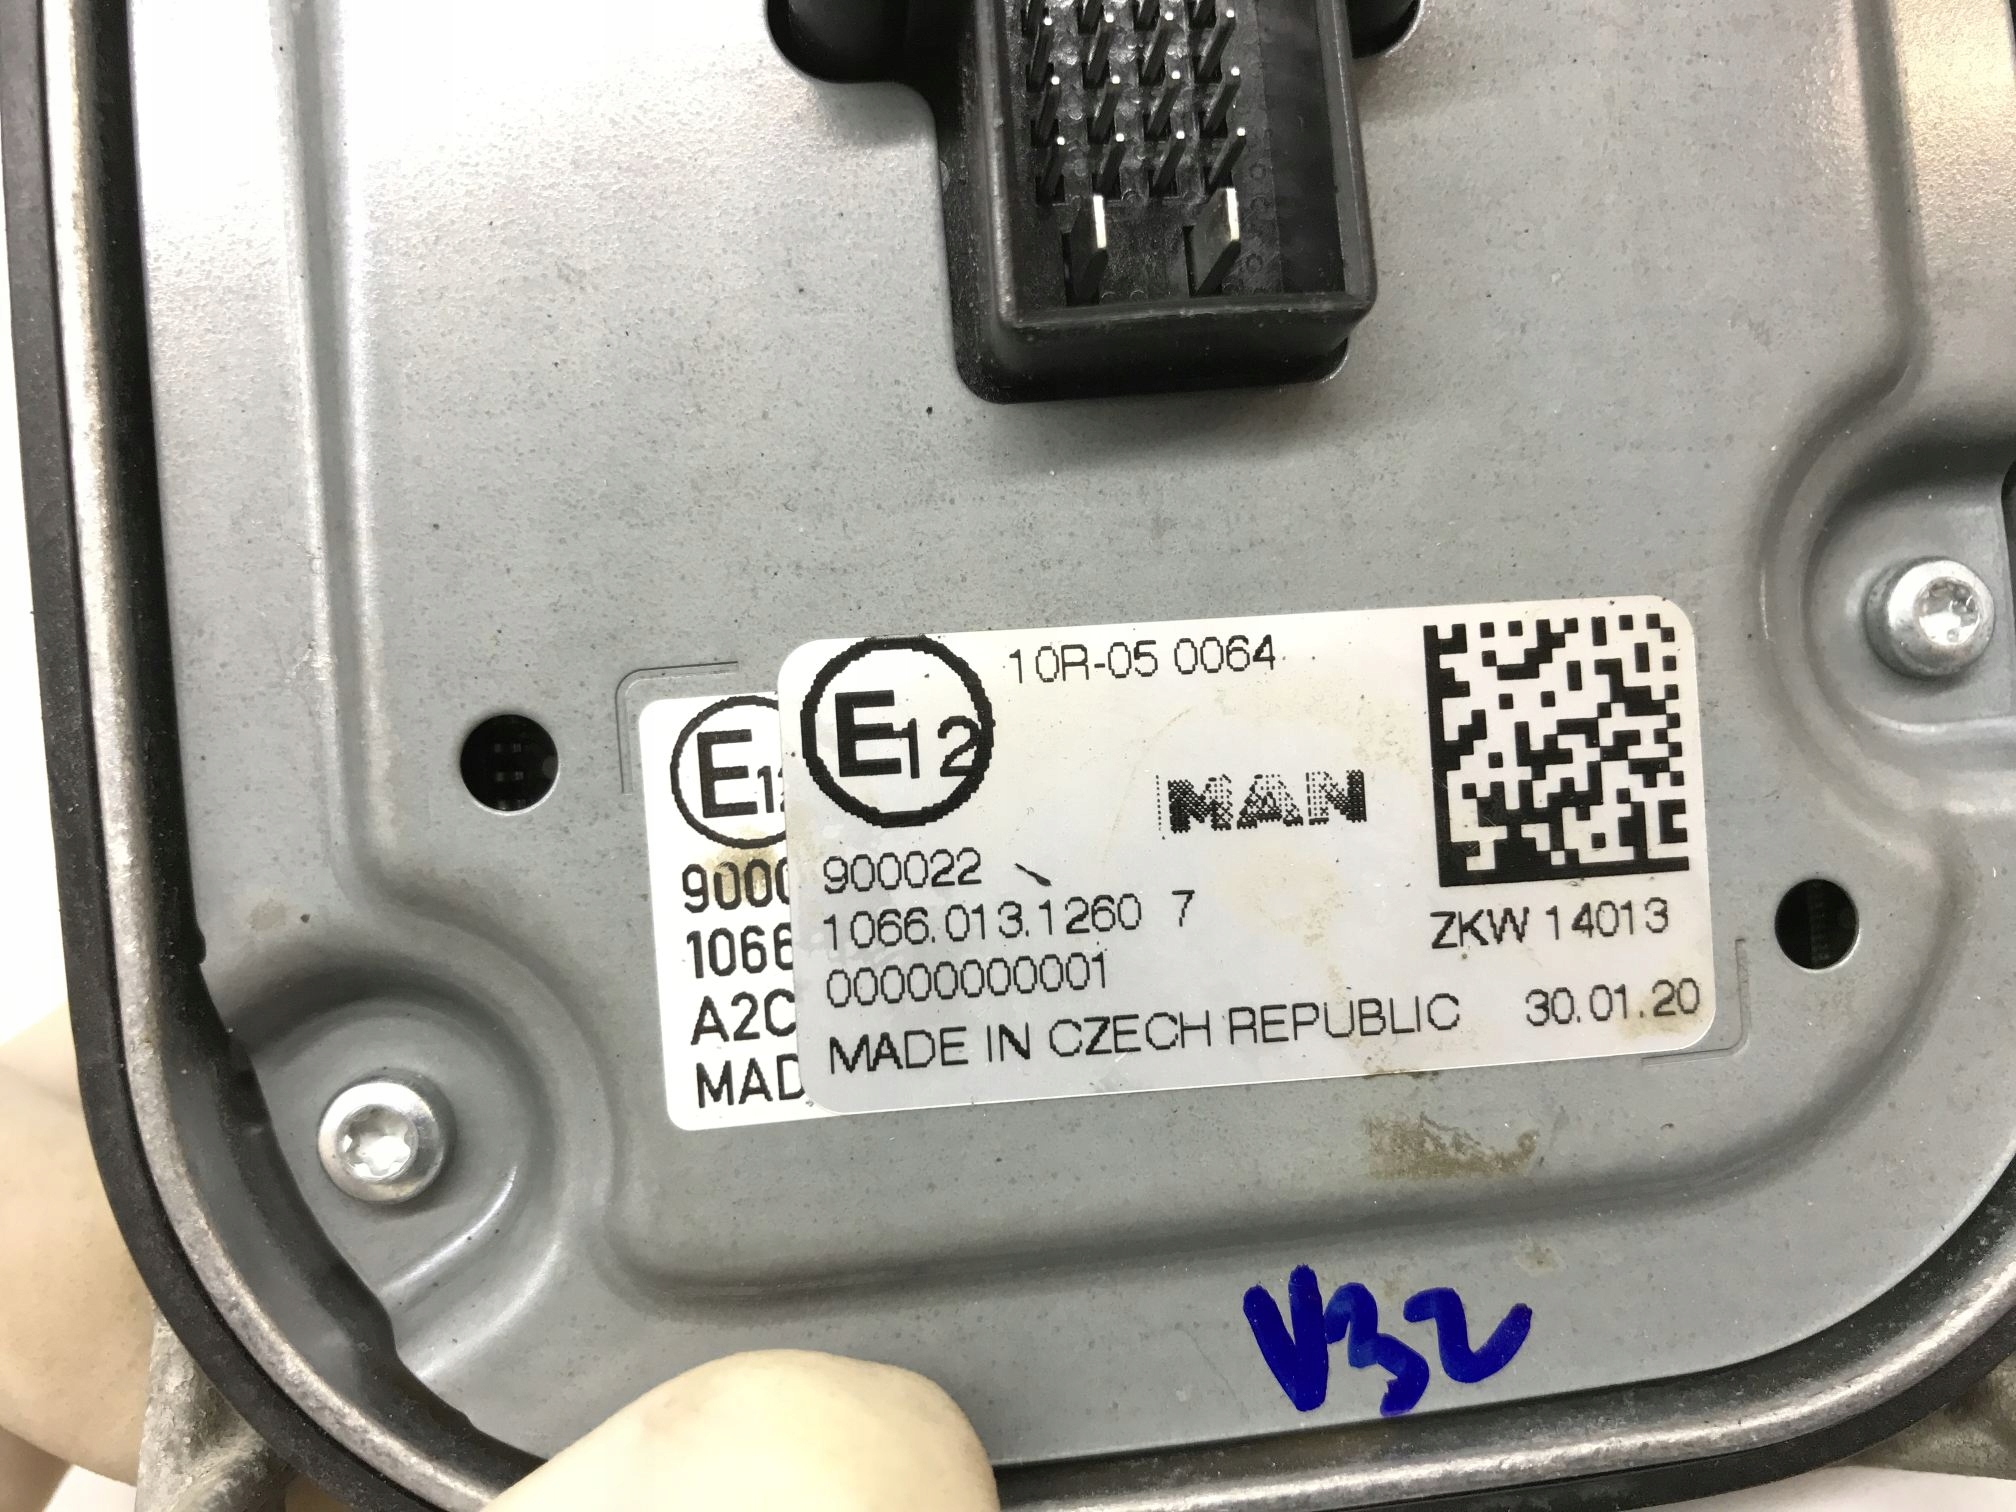 E12 10R-05 0064
MAN
900022
1066.013.1260 7
ZKW 14013
00000000001
MADE IN CZECH REPUBLIC 30.01.20
E12
9000
1066
A2C
MAD
V32